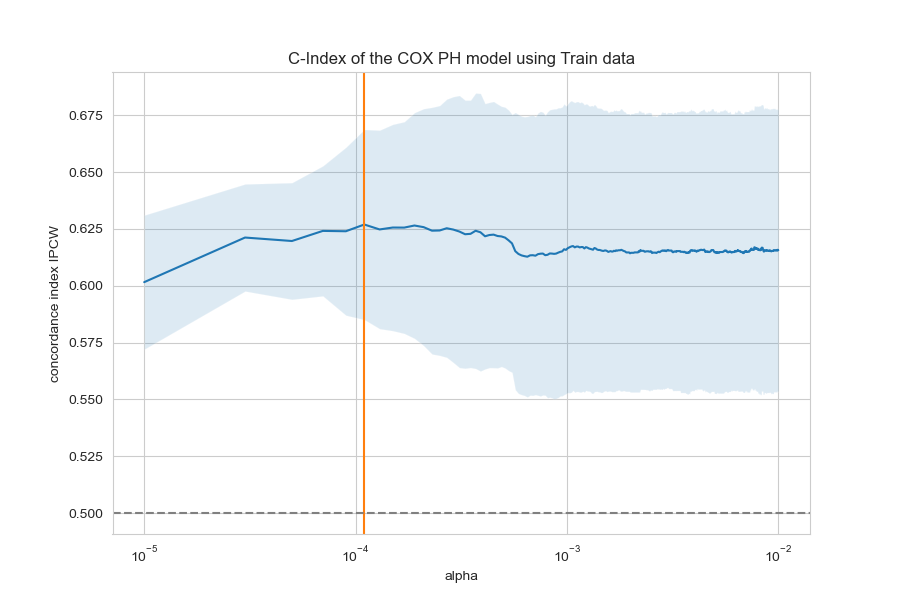 C-Index of the COX PH model using Train data
concordance index IPCW
0.675
0.650
0.625
0.600
0.575
0.550
0.525
0.500
10⁻⁵ 10⁻⁴ 10⁻³ 10⁻²
alpha